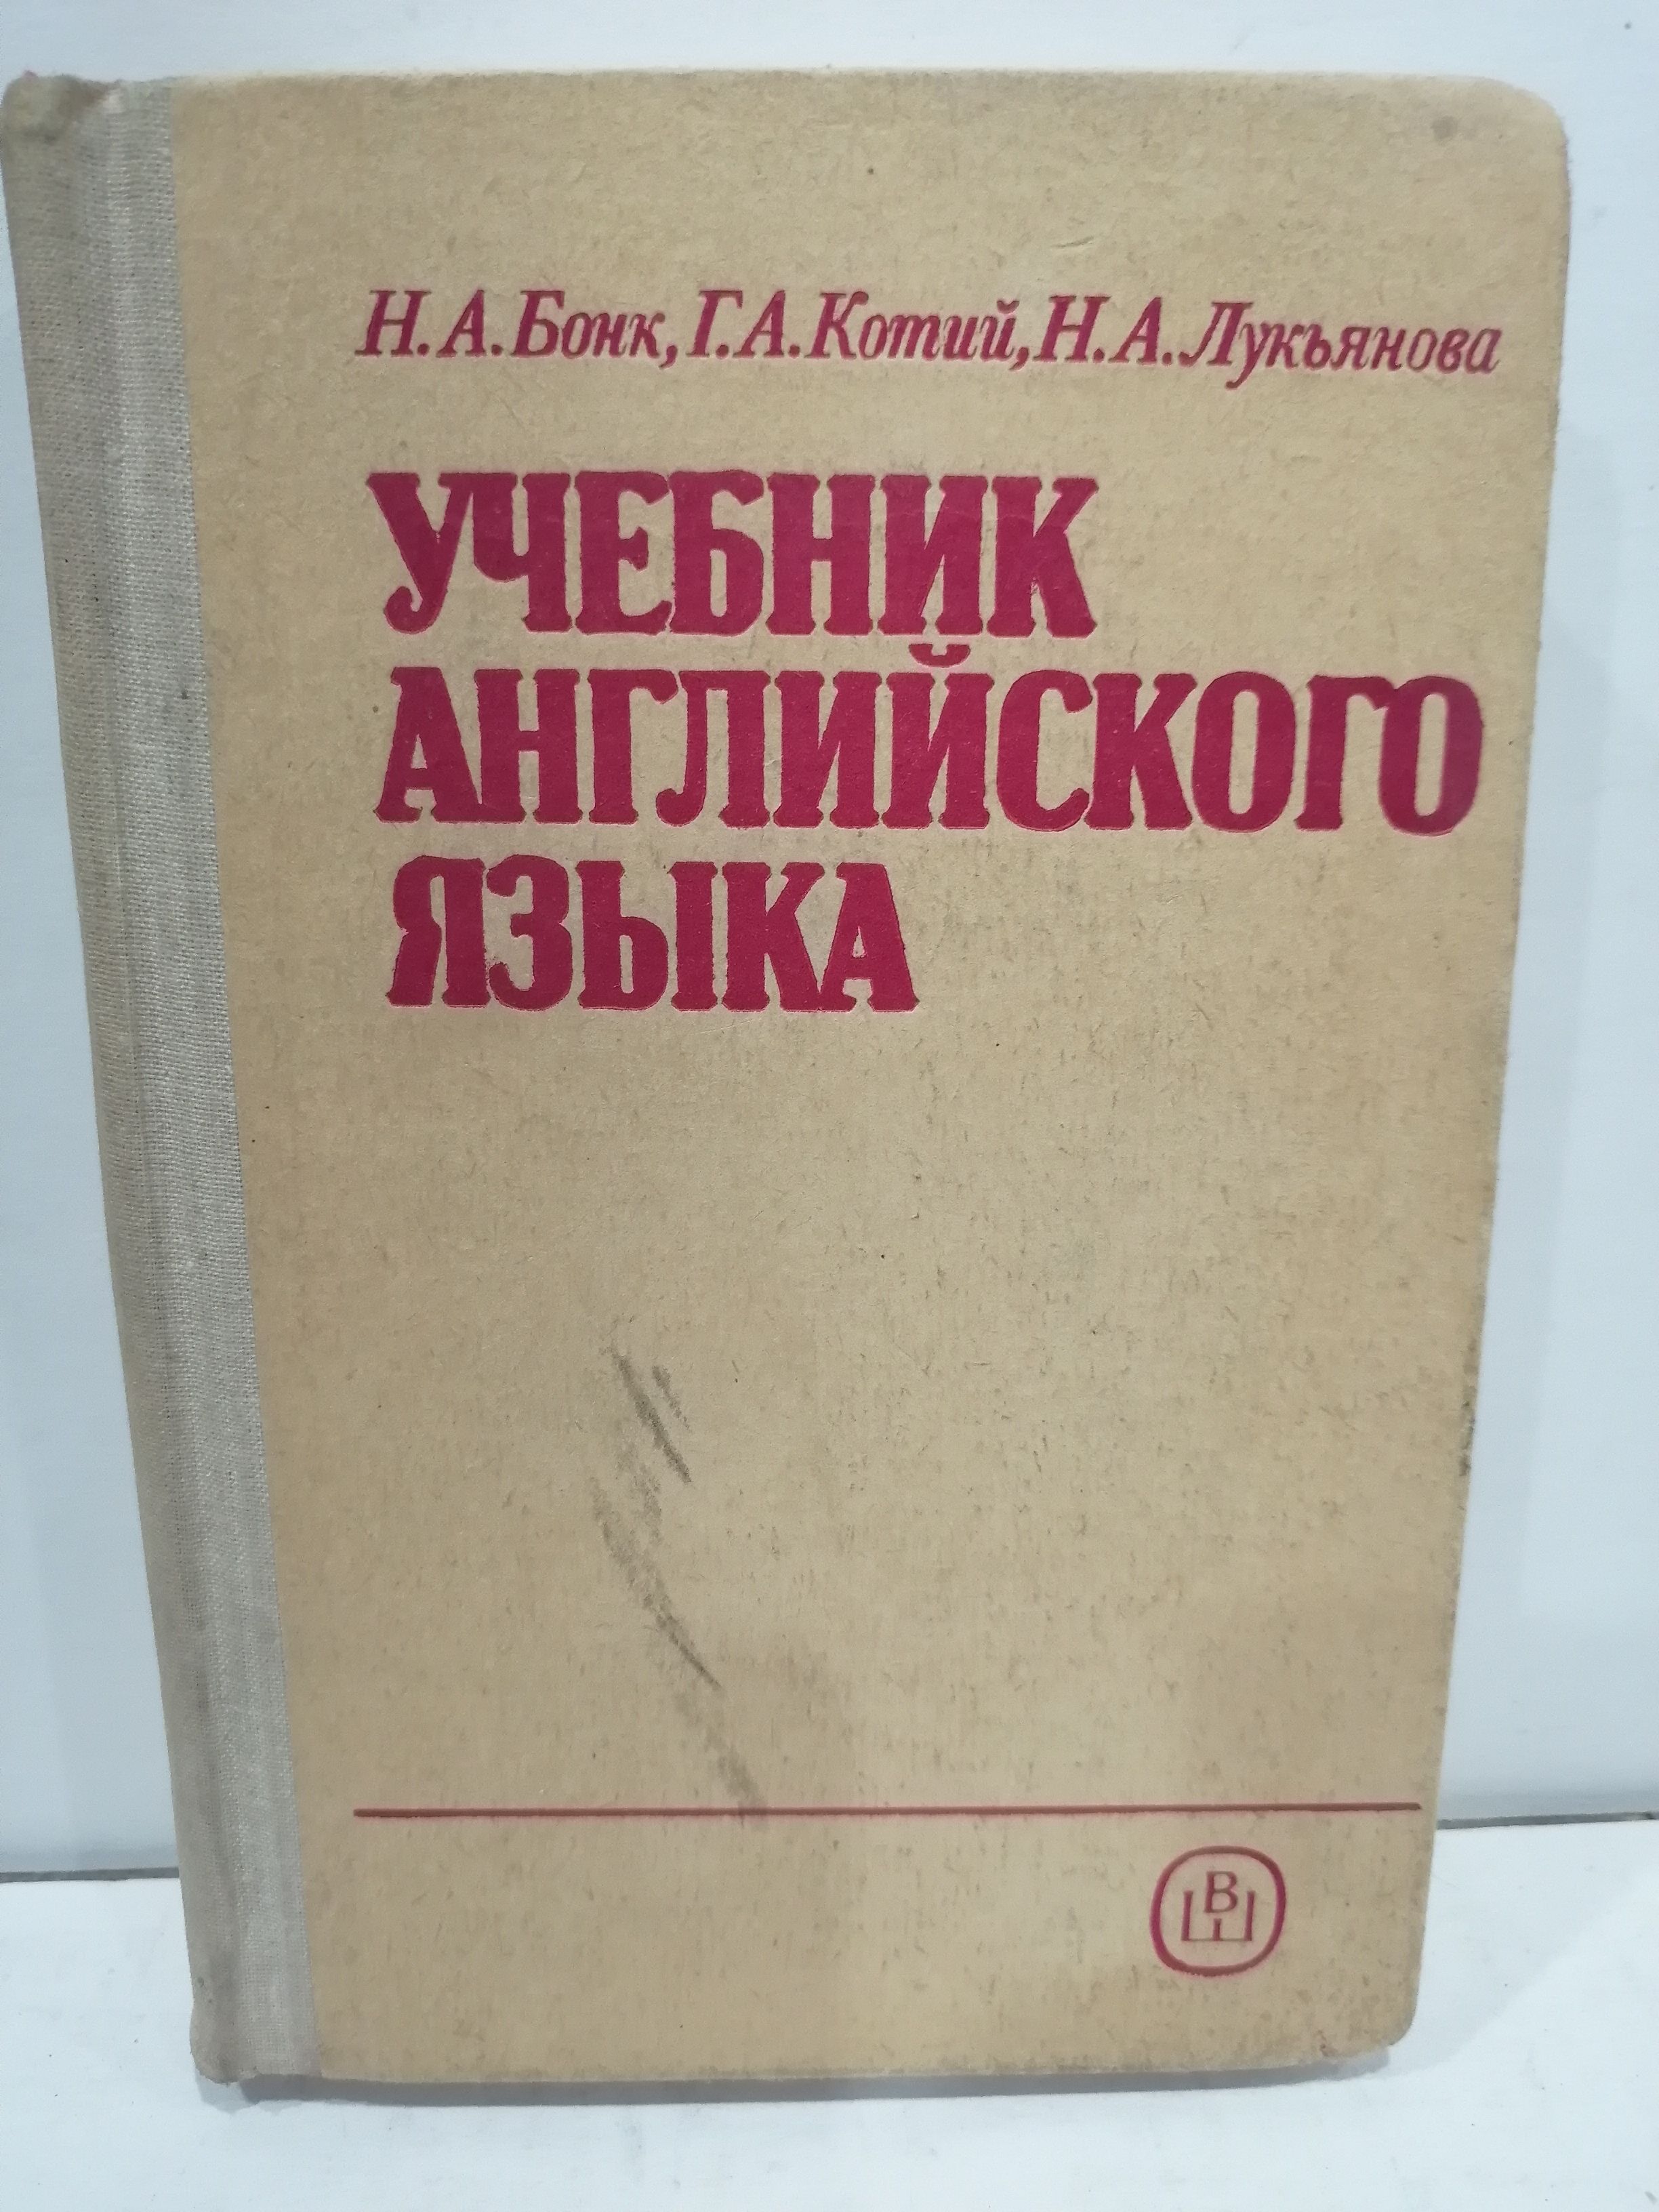 Н. А. Бонк, Г. А. Котий, Н. А. Лукьянова
УЧЕБНИК
АНГЛИЙСКОГО
ЯЗЫКА
ВШ